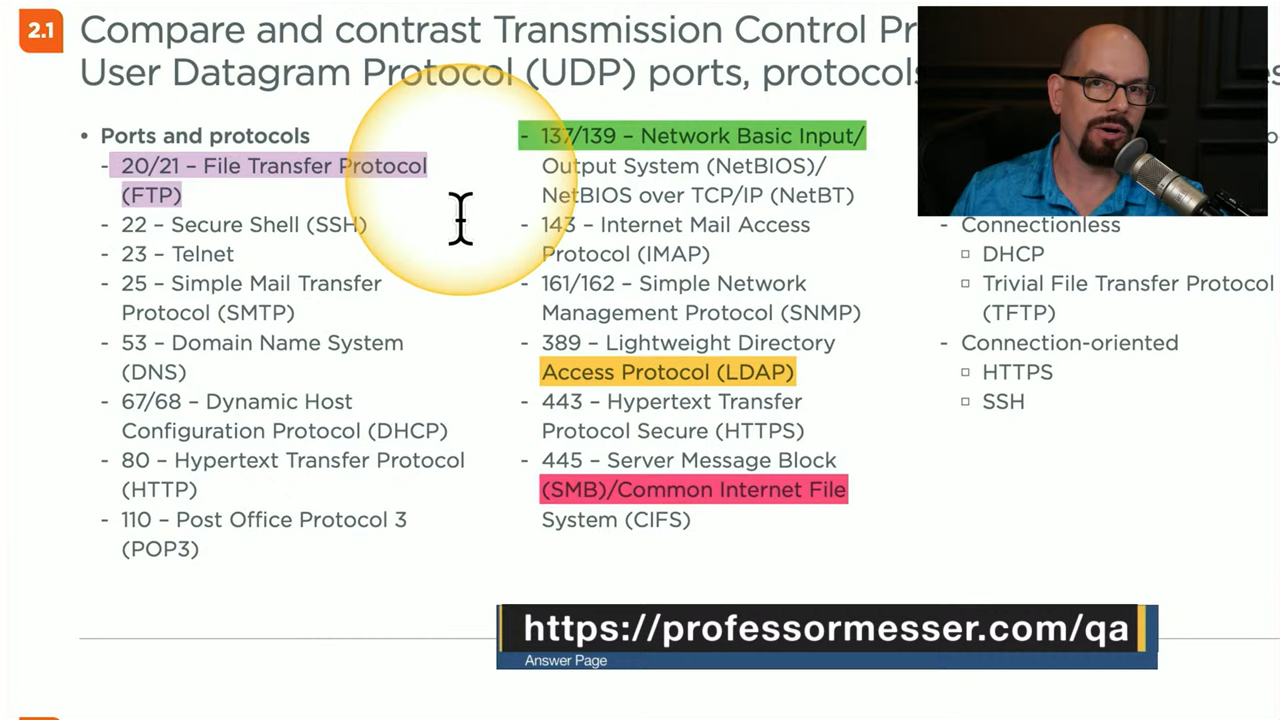 2.1
Compare and contrast Transmission Control Pr
User Datagram Protocol (UDP) ports, protocols
• Ports and protocols
- 20/21 – File Transfer Protocol
(FTP)
- 22 – Secure Shell (SSH)
- 23 – Telnet
- 25 – Simple Mail Transfer
Protocol (SMTP)
- 53 – Domain Name System
(DNS)
- 67/68 – Dynamic Host
Configuration Protocol (DHCP)
- 80 – Hypertext Transfer Protocol
(HTTP)
- 110 – Post Office Protocol 3
(POP3)
- 137/139 – Network Basic Input/
Output System (NetBIOS)/
NetBIOS over TCP/IP (NetBT)
- 143 – Internet Mail Access
Protocol (IMAP)
- 161/162 – Simple Network
Management Protocol (SNMP)
- 389 – Lightweight Directory
Access Protocol (LDAP)
- 443 – Hypertext Transfer
Protocol Secure (HTTPS)
- 445 – Server Message Block
(SMB)/Common Internet File
System (CIFS)
- Connectionless
▫ DHCP
▫ Trivial File Transfer Protocol
(TFTP)
- Connection-oriented
▫ HTTPS
▫ SSH
https://professormesser.com/qa
Answer Page